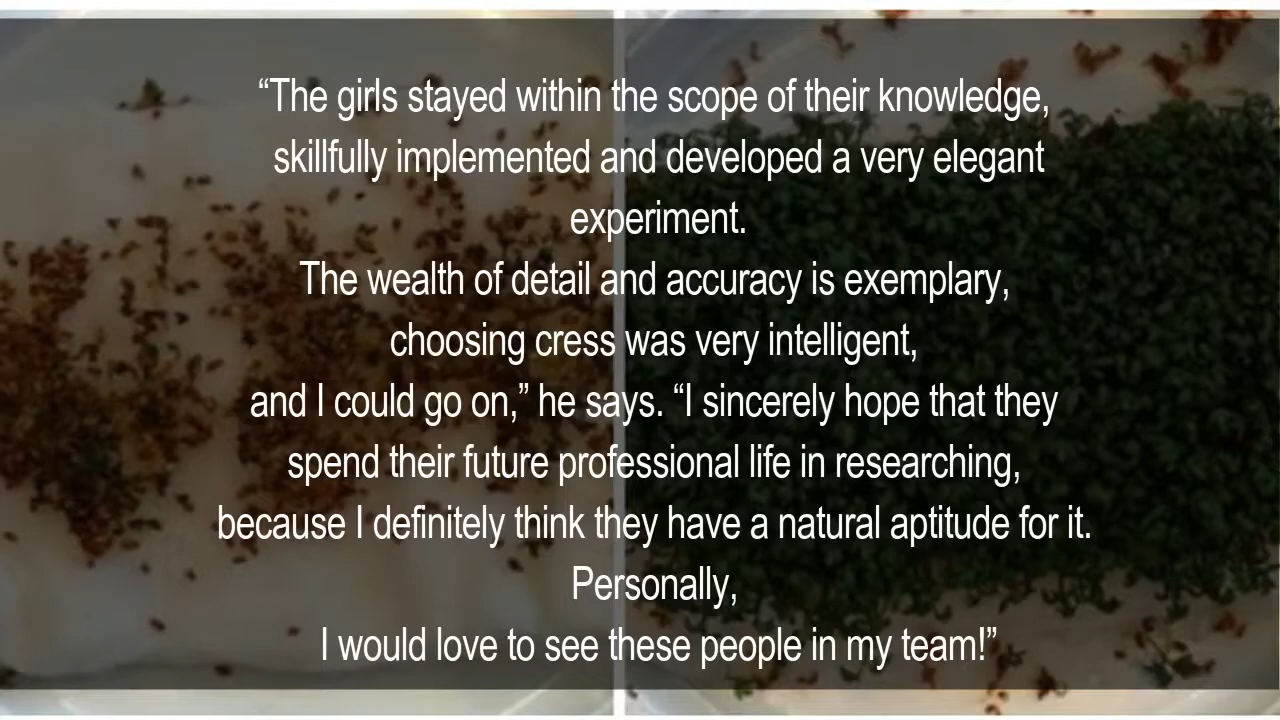 “The girls stayed within the scope of their knowledge,
skillfully implemented and developed a very elegant
experiment.
The wealth of detail and accuracy is exemplary,
choosing cress was very intelligent,
and I could go on,” he says. “I sincerely hope that they
spend their future professional life in researching,
because I definitely think they have a natural aptitude for it.
Personally,
I would love to see these people in my team!”